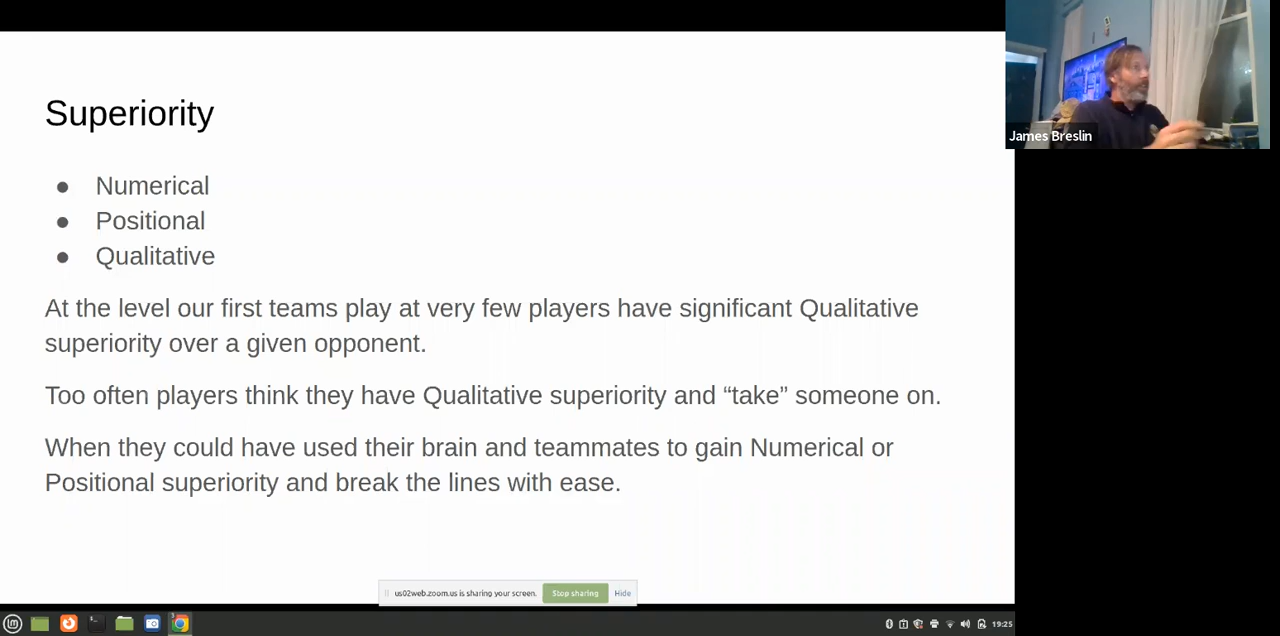 Superiority
● Numerical
● Positional
● Qualitative
At the level our first teams play at very few players have significant Qualitative
superiority over a given opponent.
Too often players think they have Qualitative superiority and “take” someone on.
When they could have used their brain and teammates to gain Numerical or
Positional superiority and break the lines with ease.
James Breslin
us02web.zoom.us is sharing your screen. Stop sharing Hide
3
19:25